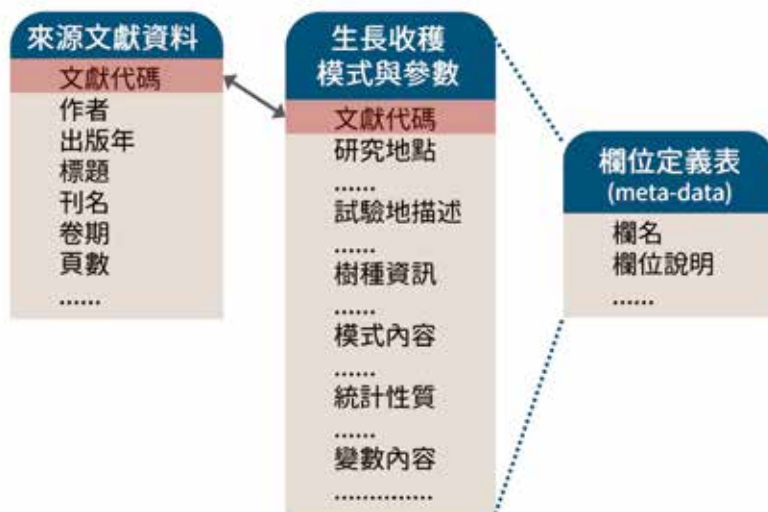 來源文獻資料
文獻代碼
作者
出版年
標題
刊名
卷期
頁數
......
生長收穫
模式與參數
文獻代碼
研究地點
......
試驗地描述
......
樹種資訊
......
模式內容
......
統計性質
......
變數內容
..............
欄位定義表
(meta-data)
欄名
欄位說明
......